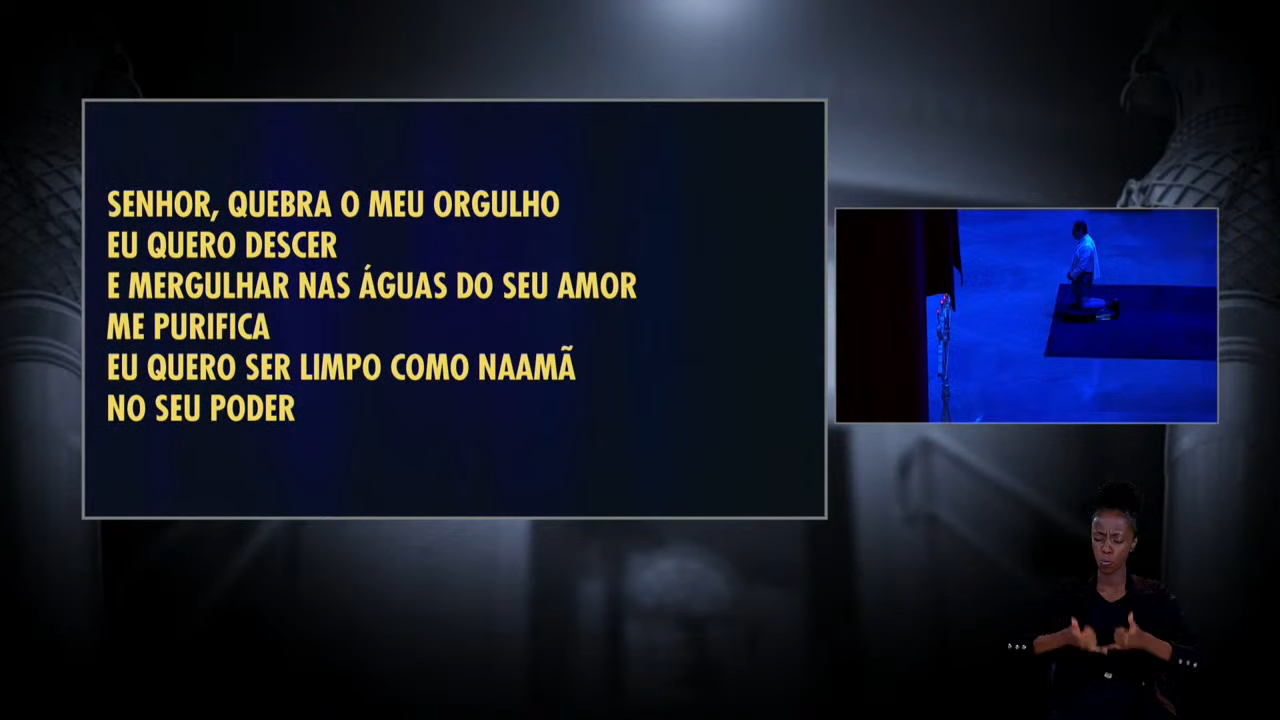 SENHOR, QUEBRA O MEU ORGULHO
EU QUERO DESCER
E MERGULHAR NAS ÁGUAS DO SEU AMOR
ME PURIFICA
EU QUERO SER LIMPO COMO NAAMÃ
NO SEU PODER